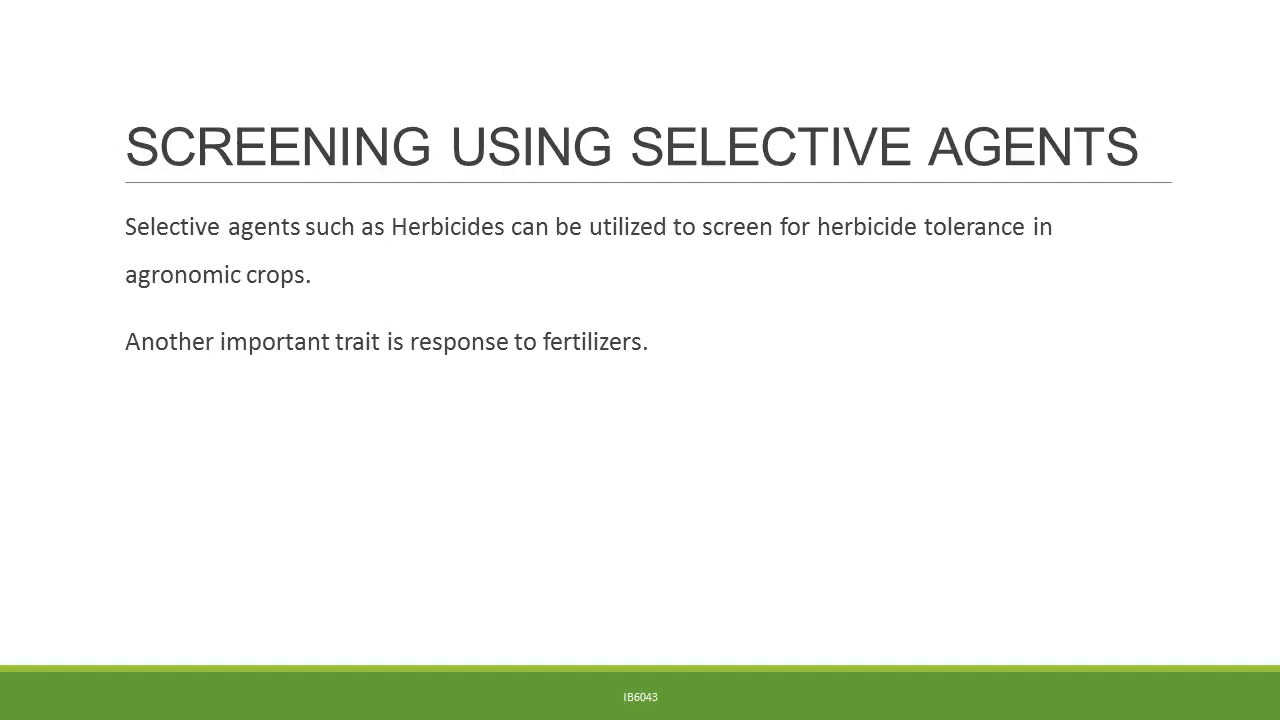 SCREENING USING SELECTIVE AGENTS
Selective agents such as Herbicides can be utilized to screen for herbicide tolerance in
agronomic crops.
Another important trait is response to fertilizers.
IB6043